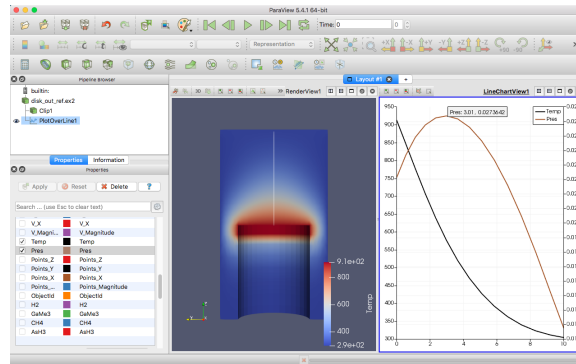 ParaView 5.4.1 64-bit
Time: 0
0
Representation
+X -X +Y -Y +Z -Z +90 -90
Pipeline Browser
builtin:
disk_out_ref.ex2
Clip1
PlotOverLine1
Properties Information
Properties
Apply Reset Delete ?
Search ... (use Esc to clear text)
V_X V_X
V_Magni... V_Magnitude
Temp Temp
Pres Pres
Points_Z Points_Z
Points_Y Points_Y
Points_X Points_X
Points_... Points_Magnitude
ObjectId ObjectId
H2 H2
GaMe3 GaMe3
CH4 CH4
AsH3 AsH3
Layout #1 +
3D RenderView1
9.1e+02
800
600
400
2.9e+02
Temp
LineChartView1
Pres: 3.01 , 0.0273642
Temp
Pres
950
900
850
800
750
700
650
600
550
500
450
400
350
300
0 2 4 6 8 10